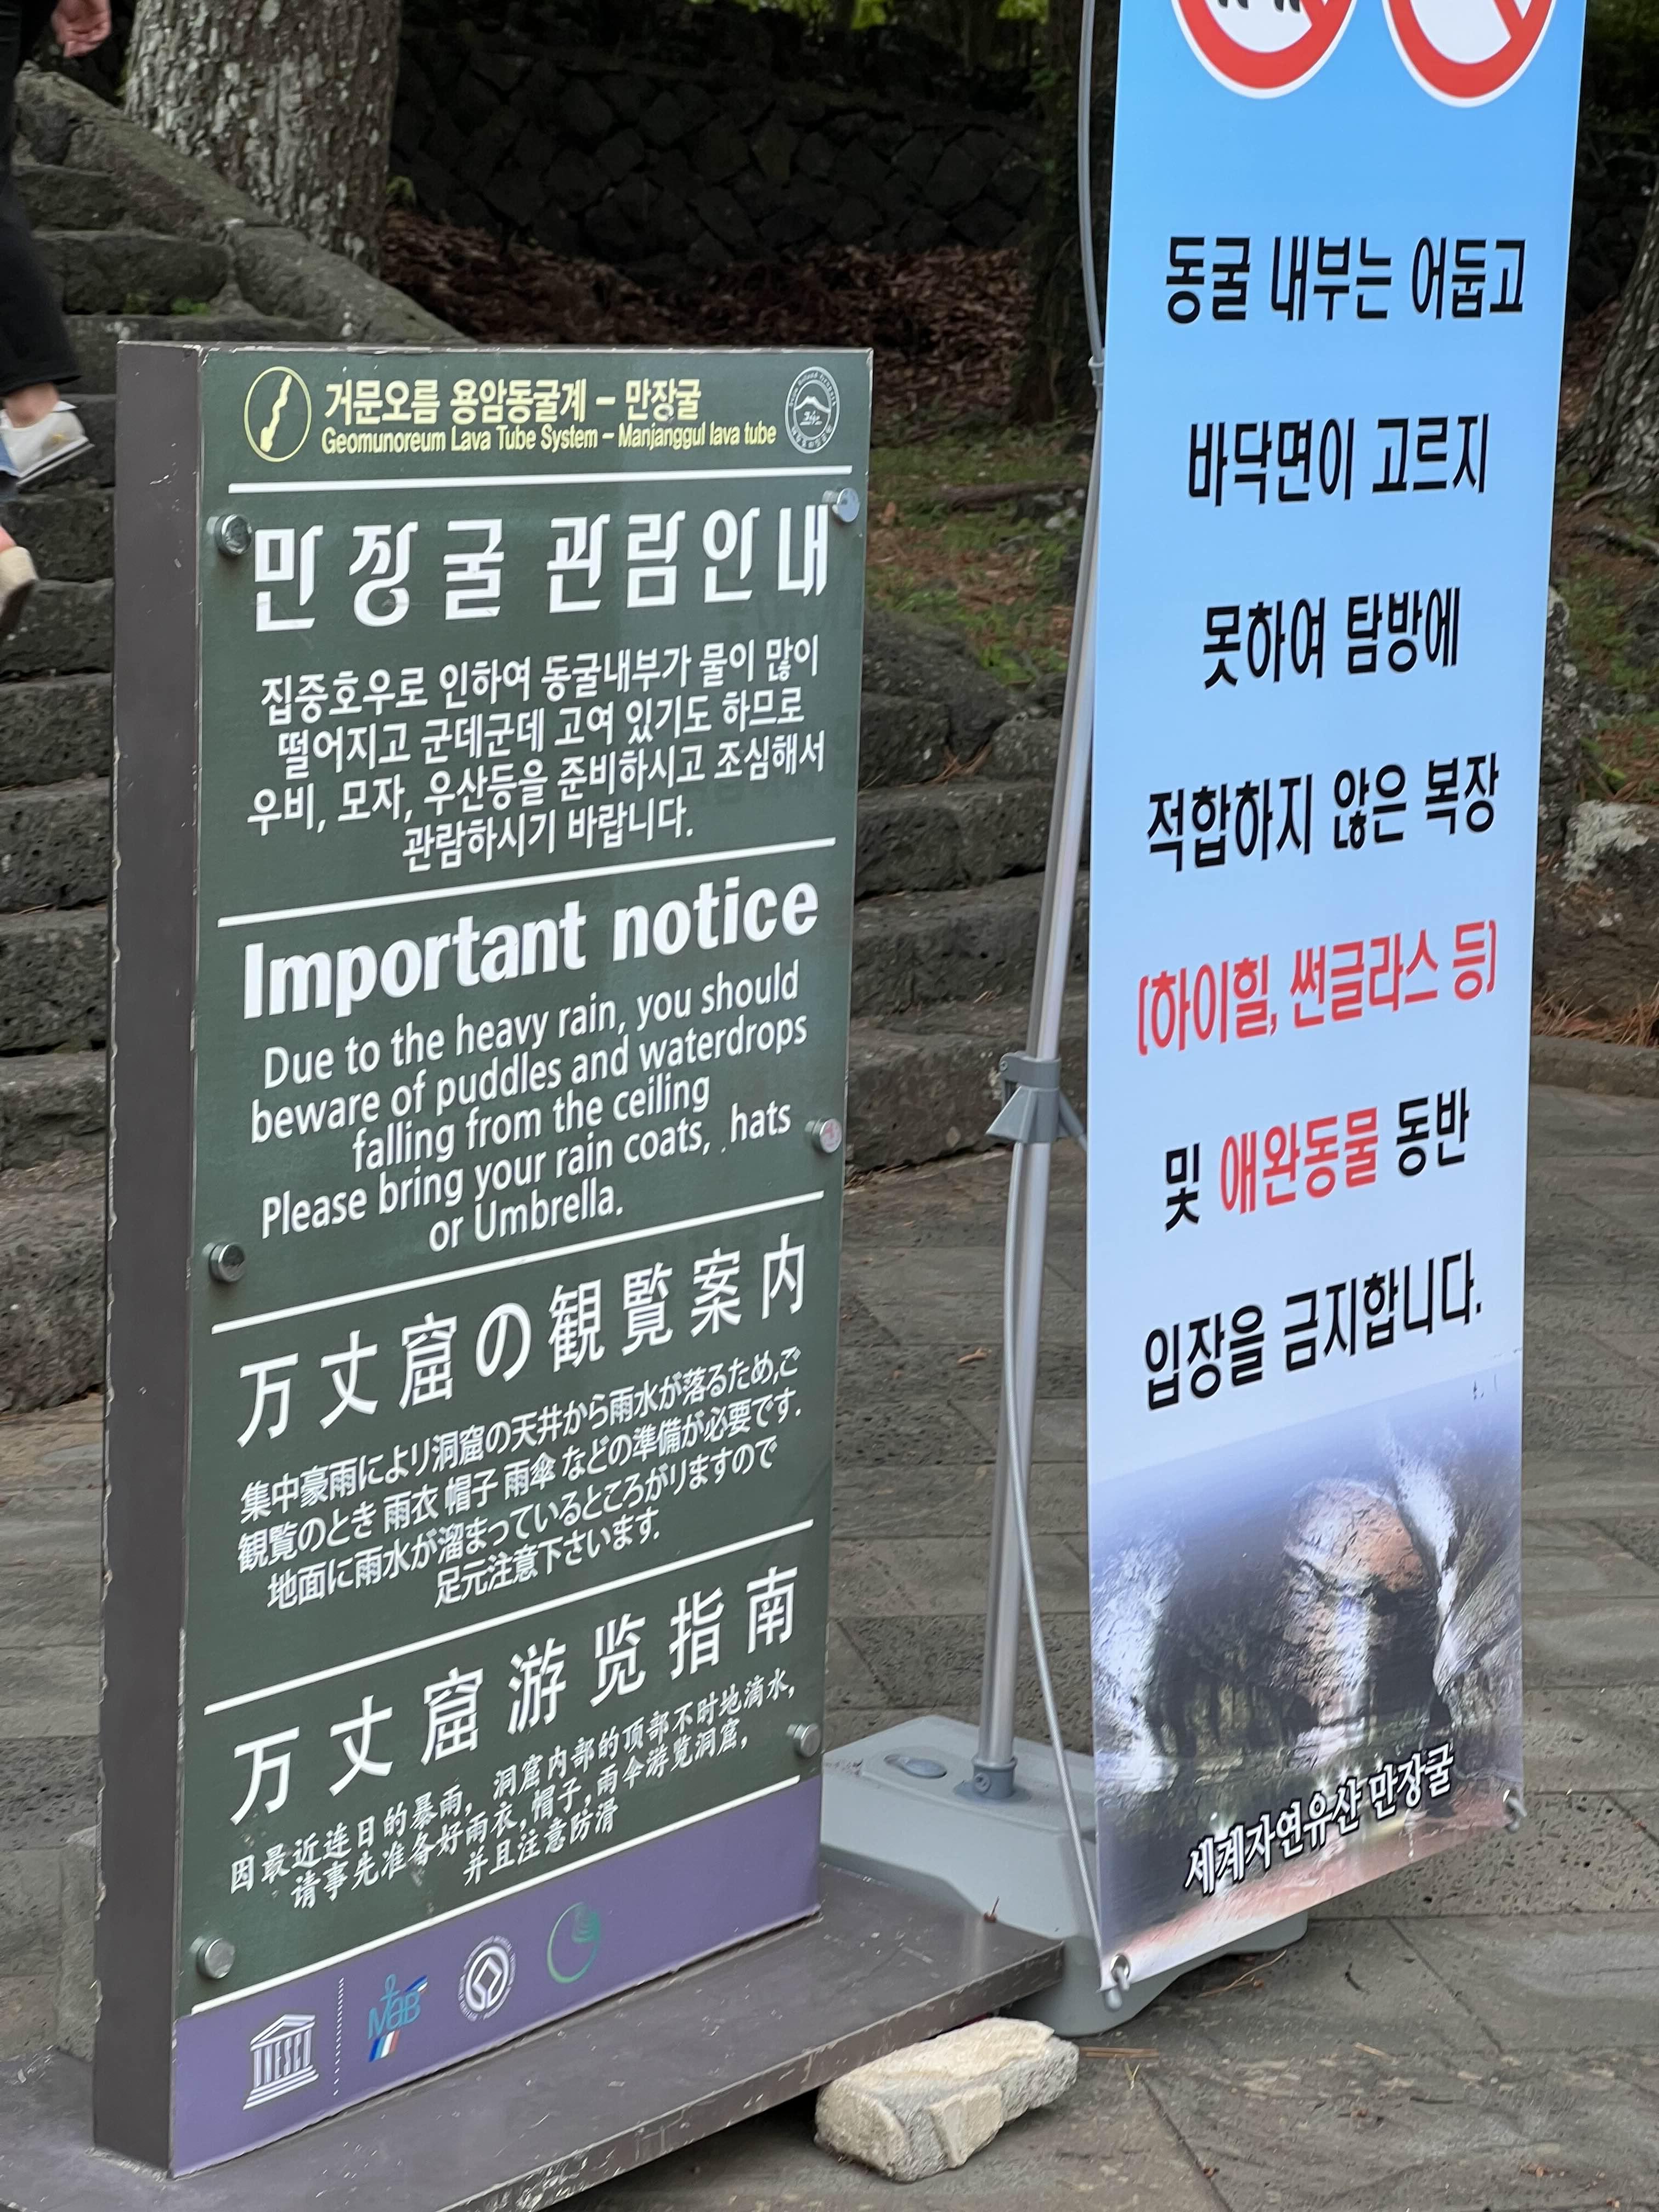 거문오름 용암동굴계 – 만장굴
Geomunoreum Lava Tube System – Manjanggul lava tube
만장굴 관람안내
집중호우로 인하여 동굴내부가 물이 많이
떨어지고 군데군데 고여 있기도 하므로
우비, 모자, 우산등을 준비하시고 조심해서
관람하시기 바랍니다.
Important notice
Due to the heavy rain, you should
beware of puddles and waterdrops
falling from the ceiling
Please bring your rain coats, , hats
or Umbrella.
万丈窟の観覧案内
集中豪雨により洞窟の天井から雨水が落るため,ご
観覧のとき 雨衣 帽子 雨傘 などの準備が必要です.
地面に雨水が溜まっているところがりますので
足元注意下さいます.
万丈窟游览指南
因最近连日的暴雨, 洞窟内部的顶部不时地滴水,
请事先准备好雨衣,帽子,雨伞游览洞窟,
并且注意防滑
UNESCO
MaB
동굴 내부는 어둡고
바닥면이 고르지
못하여 탐방에
적합하지 않은 복장
(하이힐, 썬글라스 등)
및 애완동물 동반
입장을 금지합니다.
세계자연유산 만장굴